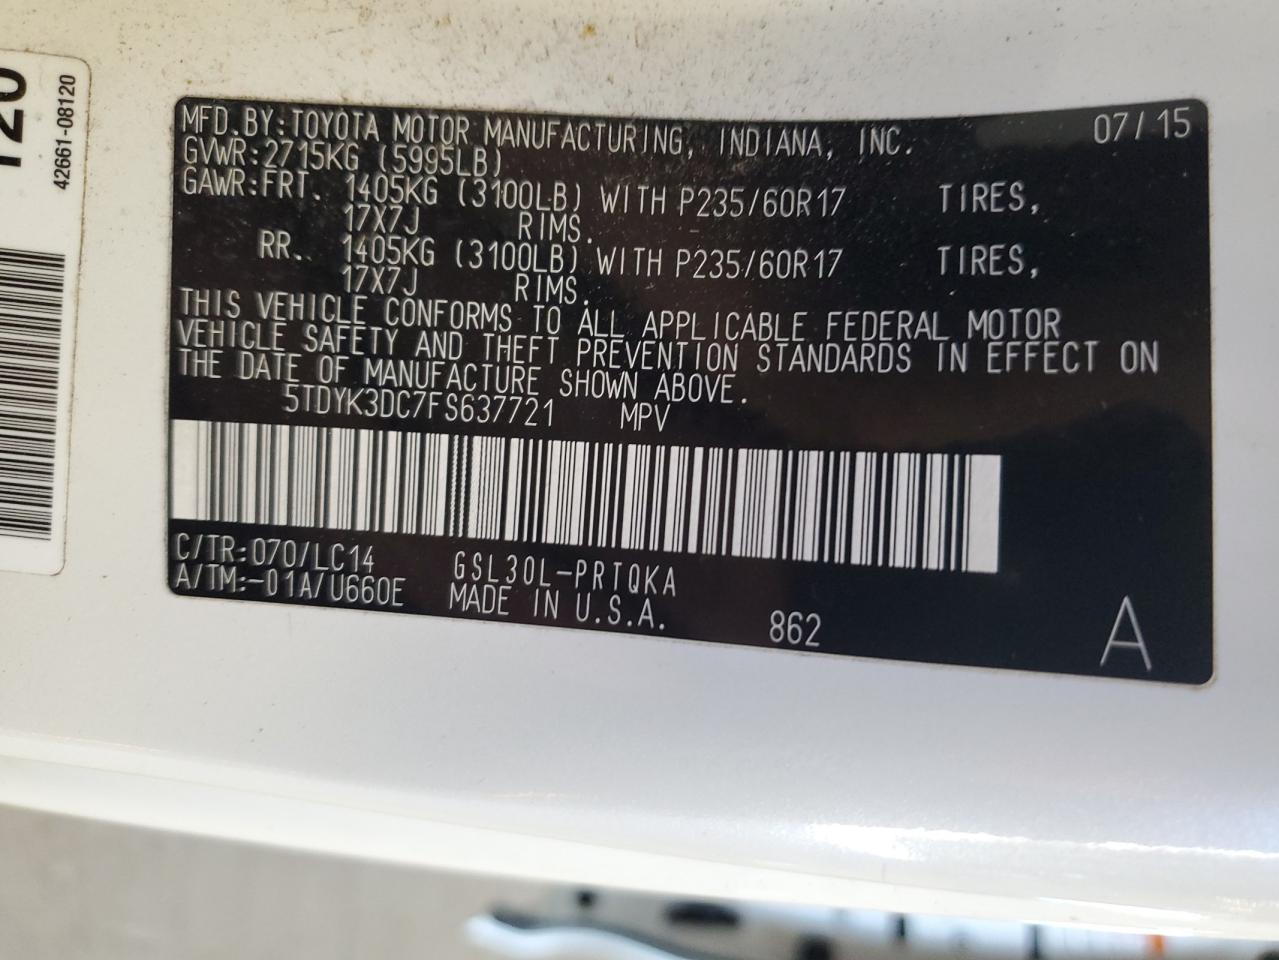 120
42661-08120
MFD.BY:TOYOTA MOTOR MANUFACTURING, INDIANA, INC. 07/15
GVWR:2715KG (5995LB)
GAWR:FRT. 1405KG (3100LB) WITH P235/60R17 TIRES,
17X7J RIMS.
RR. 1405KG (3100LB) WITH P235/60R17 TIRES,
17X7J RIMS.
THIS VEHICLE CONFORMS TO ALL APPLICABLE FEDERAL MOTOR
VEHICLE SAFETY AND THEFT PREVENTION STANDARDS IN EFFECT ON
THE DATE OF MANUFACTURE SHOWN ABOVE.
5TDYK3DC7FS637721 MPV
C/TR:070/LC14 GSL30L-PRTQKA
A/TM:-01A/U660E MADE IN U.S.A. 862 A